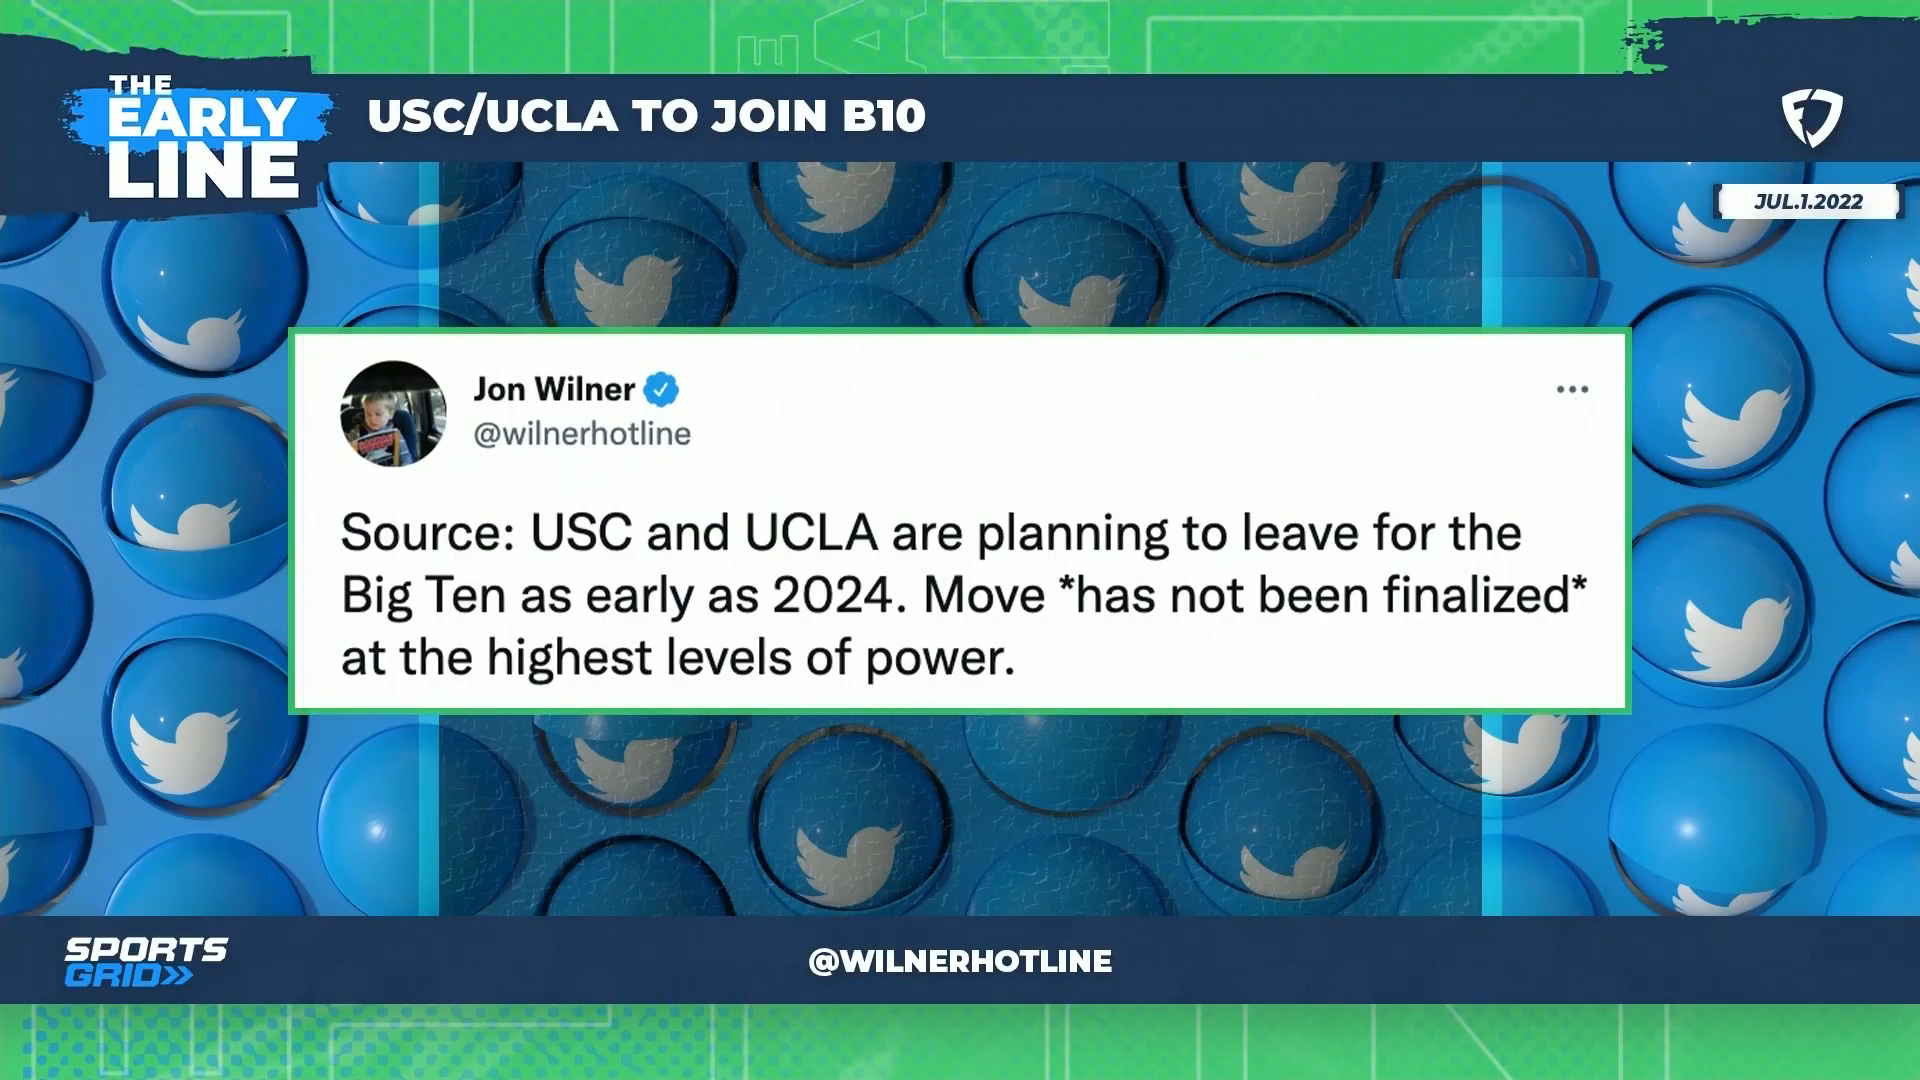 THE
EARLY
LINE
USC/UCLA TO JOIN B10
JUL.1.2022
Jon Wilner
@wilnerhotline
Source: USC and UCLA are planning to leave for the
Big Ten as early as 2024. Move *has not been finalized*
at the highest levels of power.
SPORTS
GRID
@WILNERHOTLINE